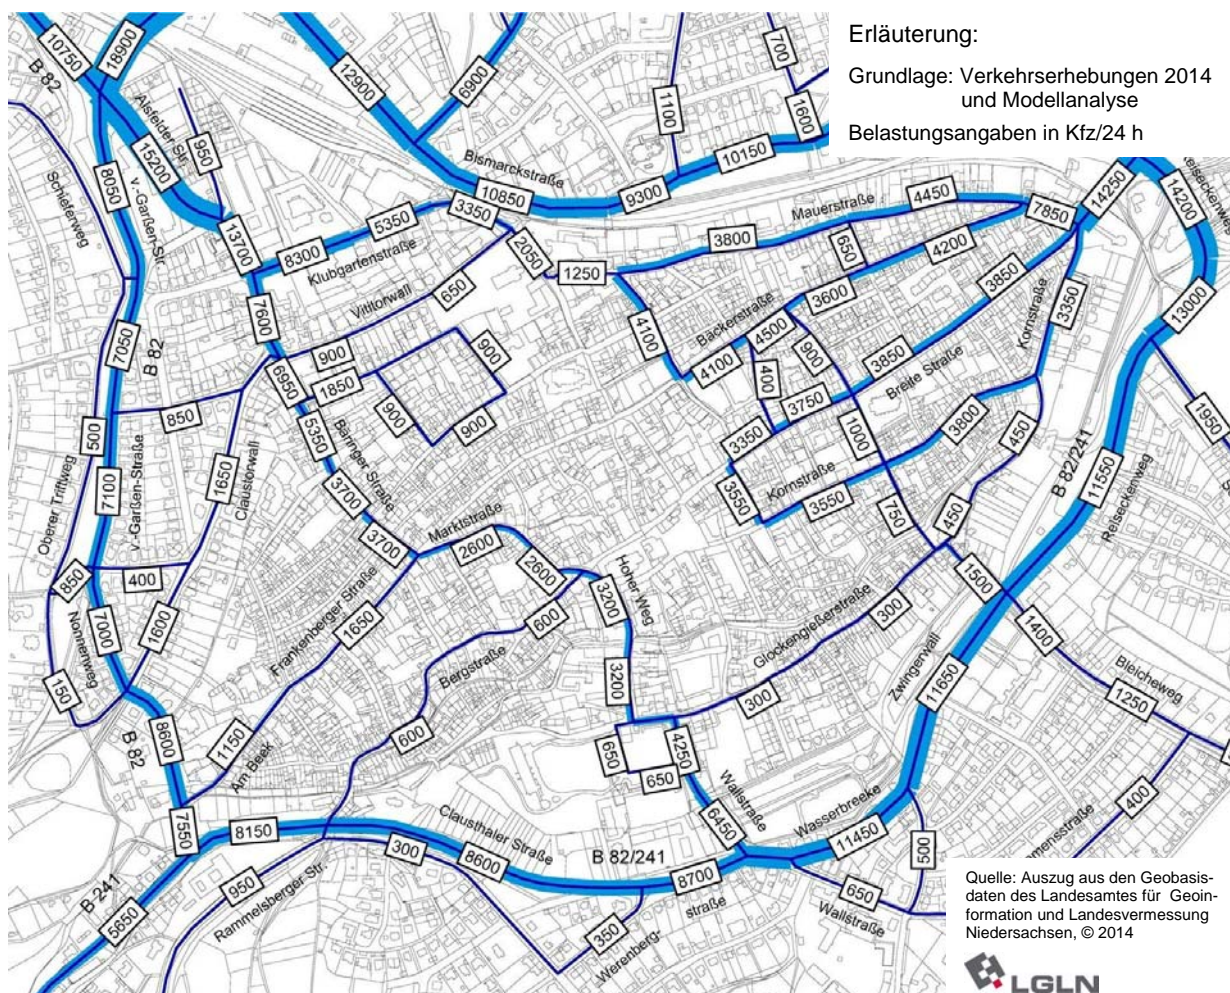 Erläuterung:
Grundlage: Verkehrserhebungen 2014
und Modellanalyse
Belastungsangaben in Kfz/24 h
10750
18900
B 82
12900
6900
700
1100
1600
10150
Alsfelder Str.
950
15200
8050
v.-Garßen-Str.
Schieferweg
Bismarckstraße
10850
9300
3350
5350
13700
8300
Klubgartenstraße
2050
1250
3800
Mauerstraße
4450
7850
14250
14200
Reiseckenweg
650
4200
3850
Kornstraße
3350
13000
7600
Vititorwall
650
7050
B 82
900
6950
1850
900
900
900
4100
Bäckerstraße
3600
4500
4100
900
400
3850
Breite Straße
3750
3350
1000
3800
450
850
500
5350
Baringer Straße
1650
Claustorwall
7100
v.-Garßen-Straße
Oberer Triftweg
3700
3700
Marktstraße
2600
2600
3550
Kornstraße
3550
750
450
B 82/241
11550
Reiseckenweg
1950
850
400
7000
1600
Nonnenweg
150
Frankenberger Straße
1650
Hoher Weg
3200
600
Bergstraße
3200
Glockengießerstraße
300
300
1500
1400
Zwingerwall
11650
Bleicheweg
1250
B 82
8600
1150
Am Beek
600
650
650
4250
Wallstraße
6450
Wasserbreeke
11450
500
400
7550
8150
Clausthaler Straße
8600
B 82/241
8700
300
950
Rammelsberger Str.
B 241
5650
350
Werenberg-
straße
650
Wallstraße
Quelle: Auszug aus den Geobasis-
daten des Landesamtes für Geoin-
formation und Landesvermessung
Niedersachsen, © 2014
LGLN